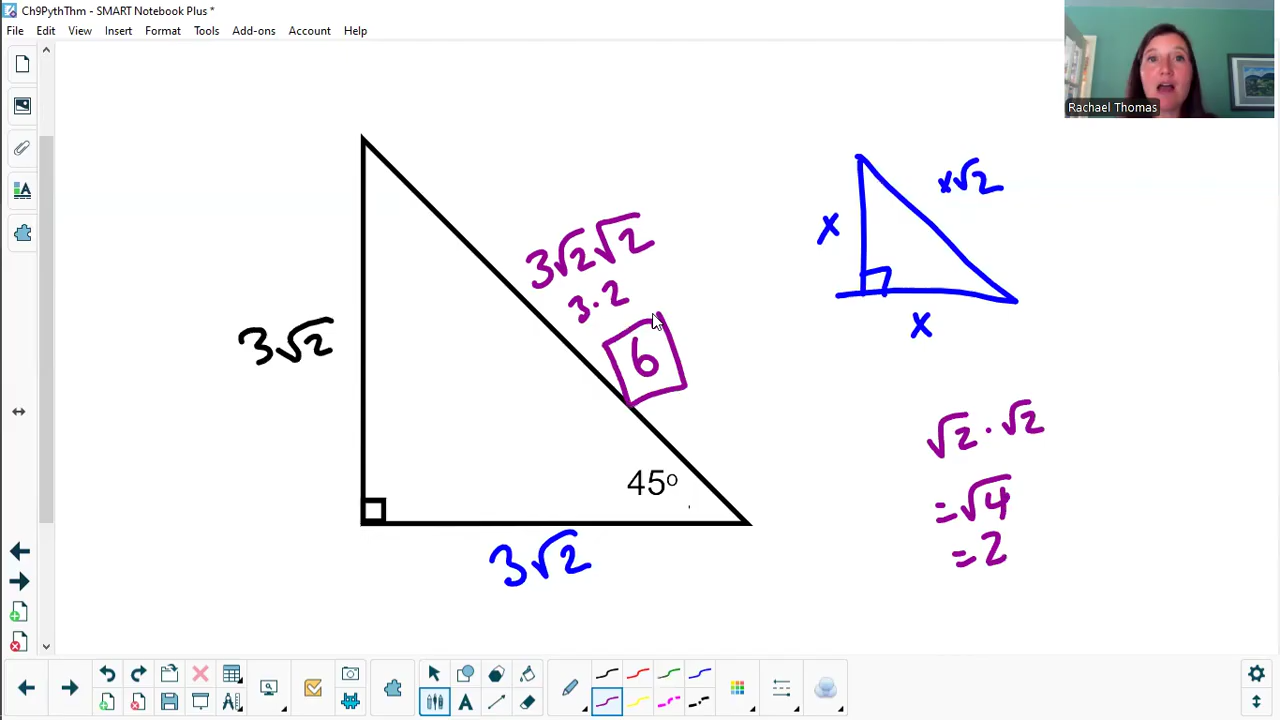 Ch9PythThm - SMART Notebook Plus *
File Edit View Insert Format Tools Add-ons Account Help
Rachael Thomas
x√2
x
x
3√2√2
3·2
6
3√2
45°
3√2
√2 · √2
= √4
= 2